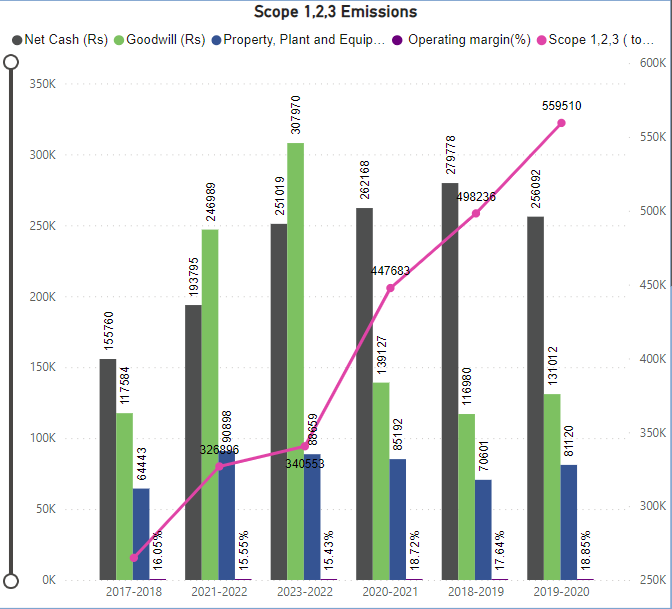 Scope 1,2,3 Emissions
Net Cash (Rs) Goodwill (Rs) Property, Plant and Equip... Operating margin(%) Scope 1,2,3 ( to...
350K
300K
250K
200K
150K
100K
50K
0K
600K
550K
500K
450K
400K
350K
300K
250K
155760
117584
64443
16.05%
193795
246989
90898
15.55%
326896
251019
307970
88659
15.43%
340553
262168
139127
85192
18.72%
447683
279778
116980
70601
17.64%
498236
256092
131012
81120
18.85%
559510
2017-2018 2021-2022 2023-2022 2020-2021 2018-2019 2019-2020